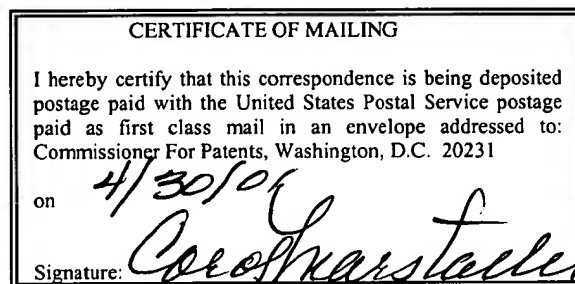 CERTIFICATE OF MAILING
I hereby certify that this correspondence is being deposited
postage paid with the United States Postal Service postage
paid as first class mail in an envelope addressed to:
Commissioner For Patents, Washington, D.C. 20231
on 4/30/01
Signature: